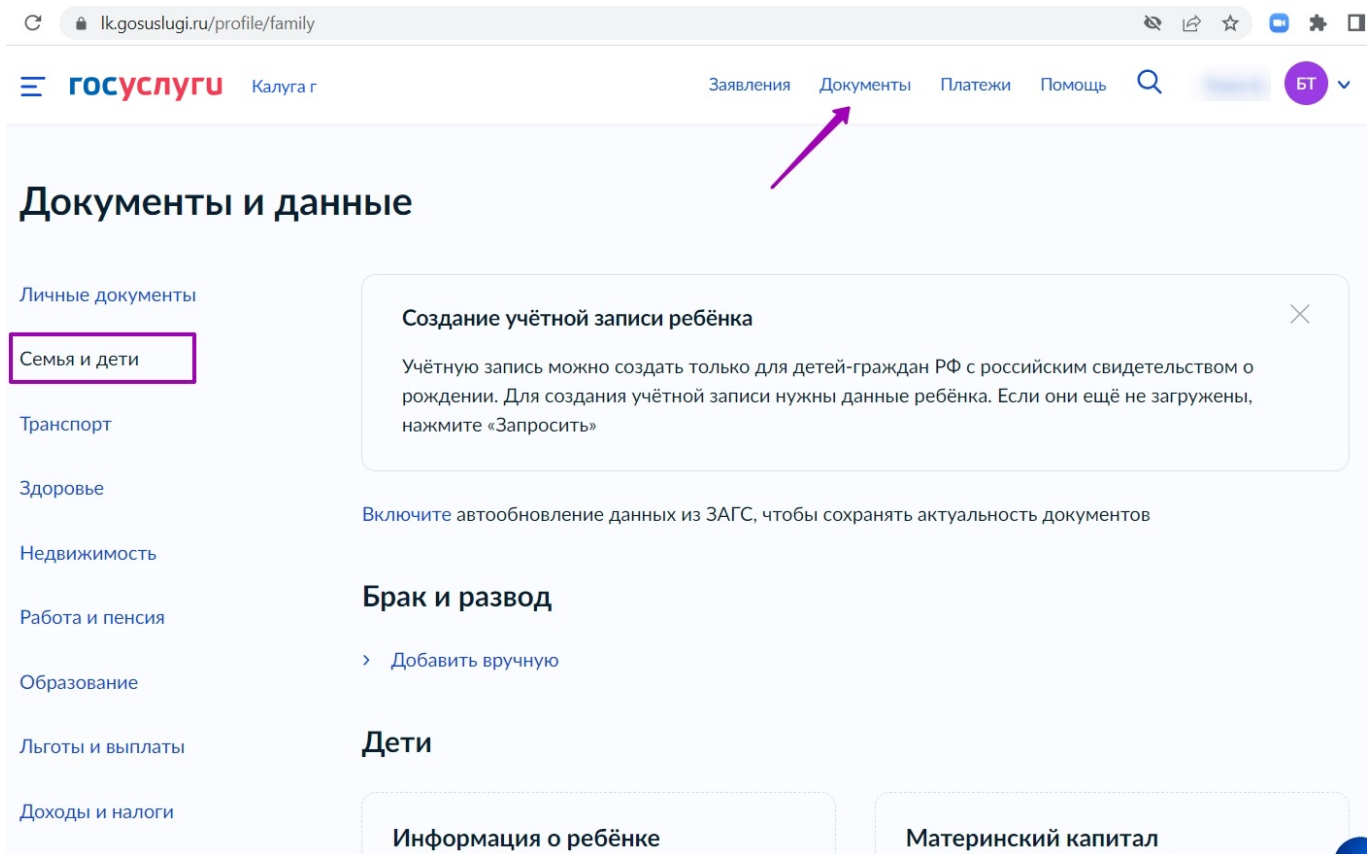 lk.gosuslugi.ru/profile/family
госуслуги Калуга г Заявления Документы Платежи Помощь БТ
Документы и данные
Личные документы
Семья и дети
Транспорт
Здоровье
Недвижимость
Работа и пенсия
Образование
Льготы и выплаты
Доходы и налоги
Создание учётной записи ребёнка
Учётную запись можно создать только для детей-граждан РФ с российским свидетельством о
рождении. Для создания учётной записи нужны данные ребёнка. Если они ещё не загружены,
нажмите «Запросить»
Включите автообновление данных из ЗАГС, чтобы сохранять актуальность документов
Брак и развод
Добавить вручную
Дети
Информация о ребёнке
Материнский капитал